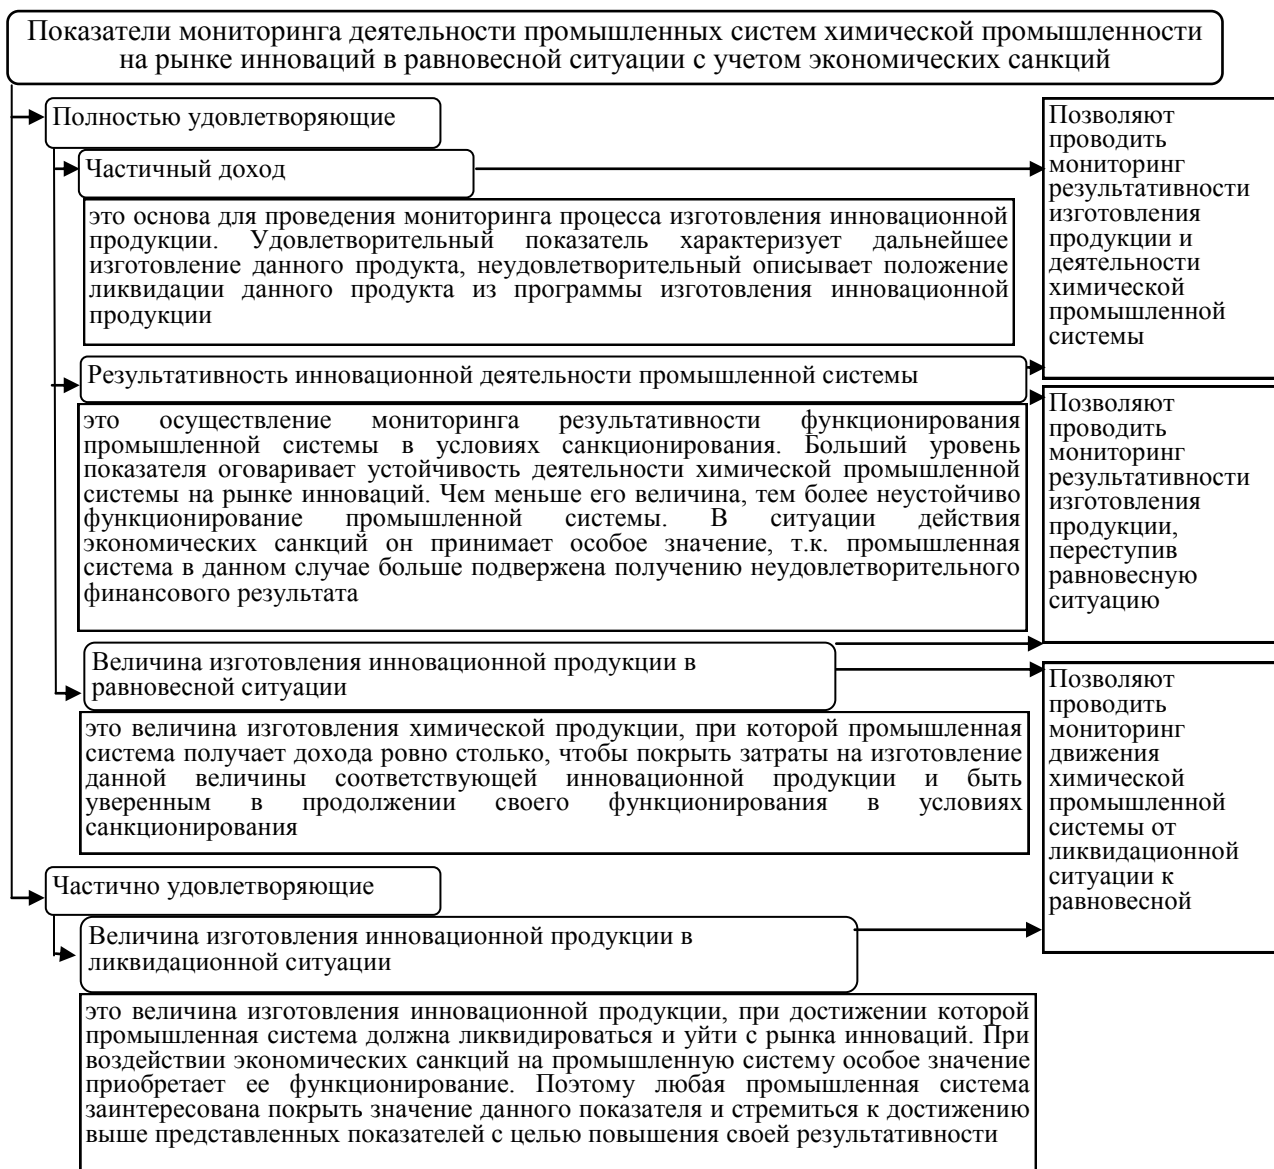 Показатели мониторинга деятельности промышленных систем химической промышленности
на рынке инноваций в равновесной ситуации с учетом экономических санкций
Полностью удовлетворяющие
Частичный доход
это основа для проведения мониторинга процесса изготовления инновационной
продукции. Удовлетворительный показатель характеризует дальнейшее
изготовление данного продукта, неудовлетворительный описывает положение
ликвидации данного продукта из программы изготовления инновационной
продукции
Позволяют
проводить
мониторинг
результативности
изготовления
продукции и
деятельности
химической
промышленной
системы
Результативность инновационной деятельности промышленной системы
это осуществление мониторинга результативности функционирования
промышленной системы в условиях санкционирования. Больший уровень
показателя оговаривает устойчивость деятельности химической промышленной
системы на рынке инноваций. Чем меньше его величина, тем более неустойчиво
функционирование промышленной системы. В ситуации действия
экономических санкций он принимает особое значение, т.к. промышленная
система в данном случае больше подвержена получению неудовлетворительного
финансового результата
Позволяют
проводить
мониторинг
результативности
изготовления
продукции,
переступив
равновесную
ситуацию
Величина изготовления инновационной продукции в
равновесной ситуации
это величина изготовления химической продукции, при которой промышленная
система получает дохода ровно столько, чтобы покрыть затраты на изготовление
данной величины соответствующей инновационной продукции и быть
уверенным в продолжении своего функционирования в условиях
санкционирования
Позволяют
проводить
мониторинг
движения
химической
промышленной
системы от
ликвидационной
ситуации к
равновесной
Частично удовлетворяющие
Величина изготовления инновационной продукции в
ликвидационной ситуации
это величина изготовления инновационной продукции, при достижении которой
промышленная система должна ликвидироваться и уйти с рынка инноваций. При
воздействии экономических санкций на промышленную систему особое значение
приобретает ее функционирование. Поэтому любая промышленная система
заинтересована покрыть значение данного показателя и стремиться к достижению
выше представленных показателей с целью повышения своей результативности